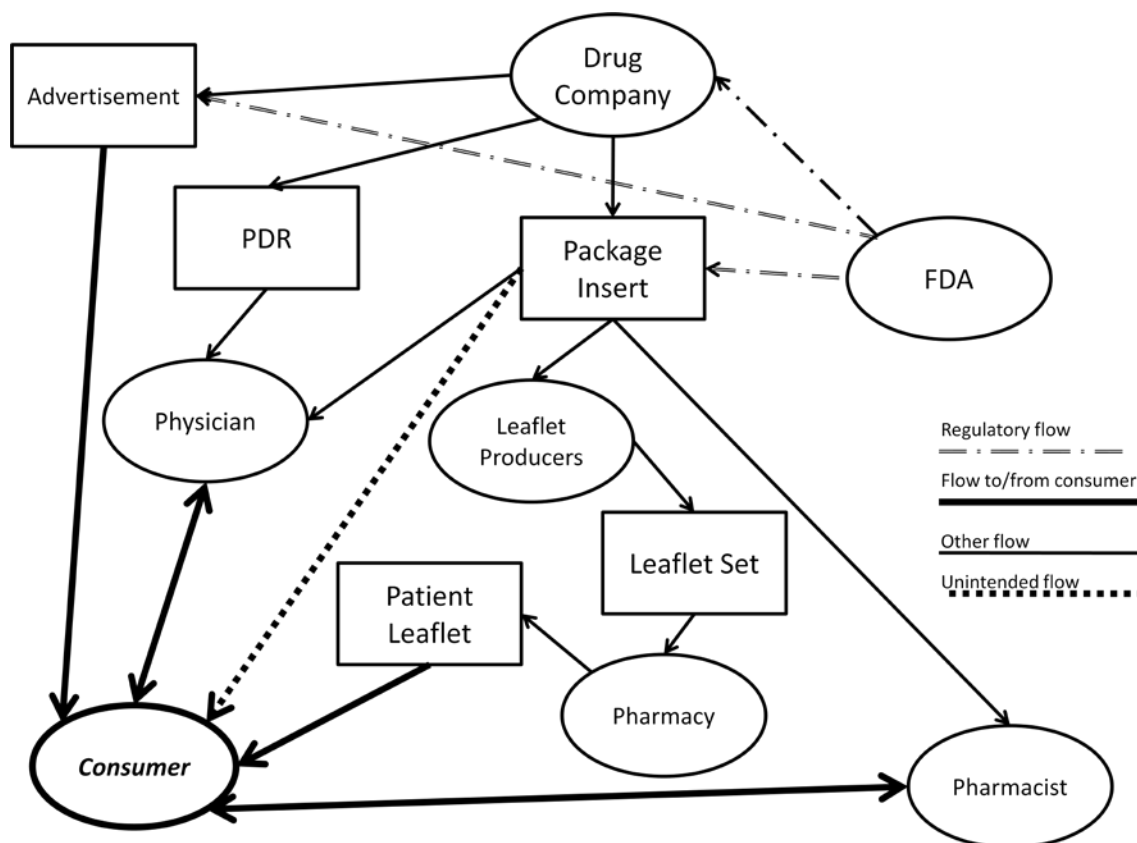 Drug
Company
Advertisement
PDR
Package
Insert
FDA
Physician
Leaflet
Producers
Regulatory flow
Flow to/from consumer
Other flow
Unintended flow
Leaflet Set
Patient
Leaflet
Pharmacy
Consumer
Pharmacist